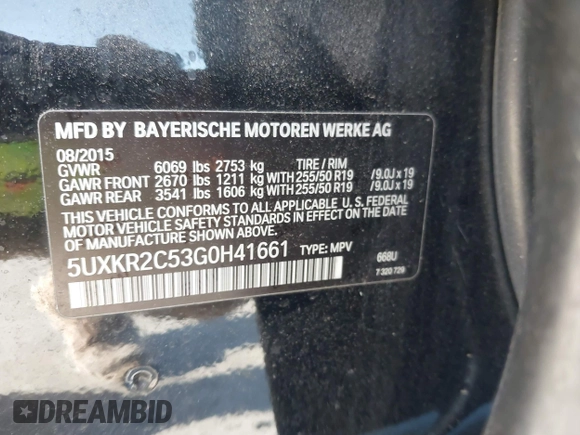 MFD BY BAYERISCHE MOTOREN WERKE AG
08/2015
GVWR 6069 lbs 2753 kg TIRE / RIM
GAWR FRONT 2670 lbs 1211 kg WITH 255/50 R19 /9.0J x 19
GAWR REAR 3541 lbs 1606 kg WITH 255/50 R19 /9.0J x 19
THIS VEHICLE CONFORMS TO ALL APPLICABLE U. S. FEDERAL
MOTOR VEHICLE SAFETY STANDARDS IN EFFECT ON THE DATE OF
MANUFACTURE SHOWN ABOVE.
5UXKR2C53G0H41661 TYPE: MPV 668U
7 320 729
DREAMBID